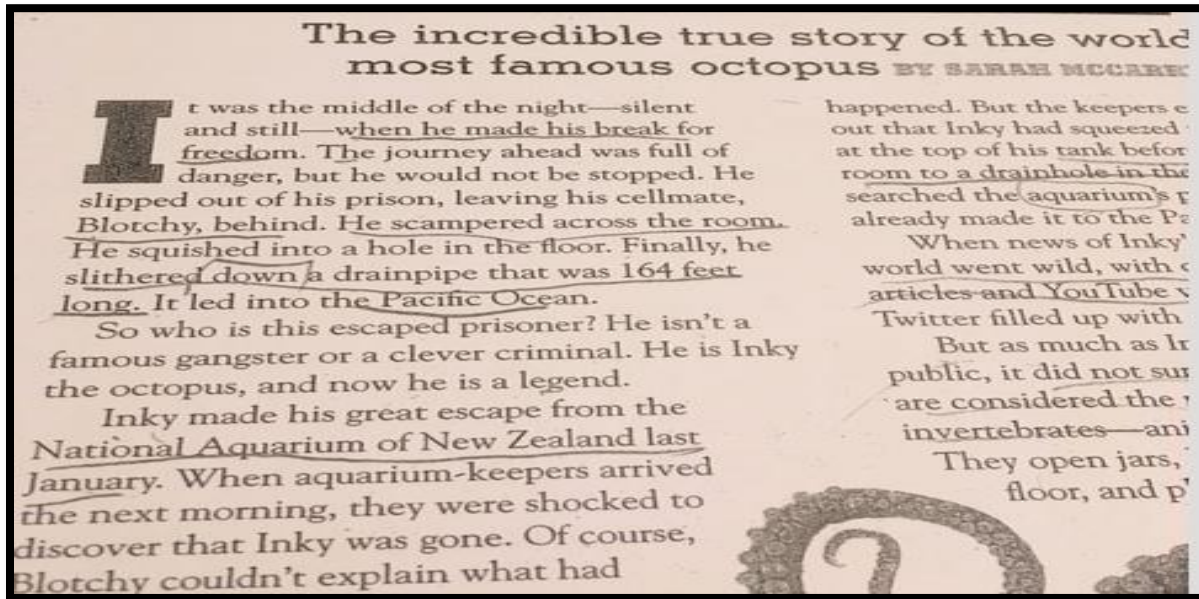 The incredible true story of the world
most famous octopus BY SARAH MCCARR
It was the middle of the night—silent
and still—when he made his break for
freedom. The journey ahead was full of
danger, but he would not be stopped. He
slipped out of his prison, leaving his cellmate,
Blotchy, behind. He scampered across the room.
He squished into a hole in the floor. Finally, he
slithered down a drainpipe that was 164 feet
long. It led into the Pacific Ocean.
So who is this escaped prisoner? He isn't a
famous gangster or a clever criminal. He is Inky
the octopus, and now he is a legend.
Inky made his great escape from the
National Aquarium of New Zealand last
January. When aquarium-keepers arrived
the next morning, they were shocked to
discover that Inky was gone. Of course,
Blotchy couldn't explain what had
happened. But the keepers
out that Inky had squeezed
at the top of his tank befor
room to a drainhole in the
searched the aquarium's
already made it to the Pa
When news of Inky'
world went wild, with
articles and YouTube
Twitter filled up with
But as much as In
public, it did not sur
are considered the
invertebrates—ani
They open jars,
floor, and p
?